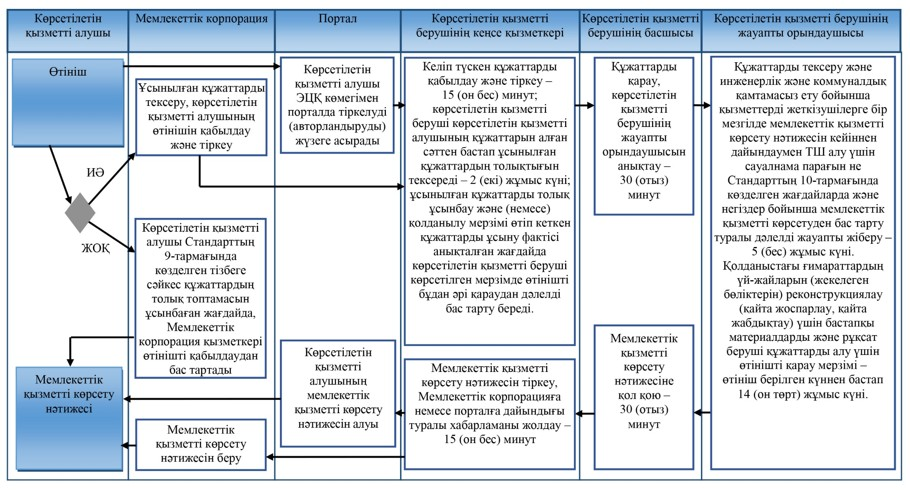 Көрсетілетін
қызметті алушы
Мемлекеттік корпорация
Портал
Көрсетілетін қызметті
берушінің кеңсе қызметкері
Көрсетілетін қызметті
берушінің басшысы
Көрсетілетін қызметті берушінің
жауапты орындаушысы
Өтініш
ИӘ
ЖОҚ
Мемлекеттік
қызметті көрсету
нәтижесі
Ұсынылған құжаттарды
тексеру, көрсетілетін
қызметті алушының
өтінішін қабылдау
және тіркеу
Көрсетілетін қызметті
алушы Стандарттың
9-тармағында
көзделген тізбеге
сәйкес құжаттардың
толық топтамасын
ұсынбаған жағдайда,
Мемлекеттік
корпорация қызметкері
өтінішті қабылдаудан
бас тартады
Мемлекеттік
қызметті көрсету
нәтижесін беру
Көрсетілетін
қызметті алушы
ЭЦҚ көмегімен
порталда тіркелуді
(авторландыруды)
жүзеге асырады
Көрсетілетін
қызметті
алушының
мемлекеттік
қызметті көрсету
нәтижесін алуы
Келіп түскен құжаттарды
қабылдау және тіркеу –
15 (он бес) минут;
көрсетілетін қызметті
беруші көрсетілетін қызметті
алушының құжаттарын алған
сәттен бастап ұсынылған
құжаттардың толықтығын
тексереді – 2 (екі) жұмыс күні;
ұсынылған құжаттарды толық
ұсынбау және (немесе)
қолданылу мерзімі өтіп кеткен
құжаттарды ұсыну фактісі
анықталған жағдайда
көрсетілетін қызметті беруші
көрсетілген мерзімде өтінішті
бұдан әрі қараудан дәлелді
бас тарту береді.
Мемлекеттік қызметті
көрсету нәтижесін тіркеу,
Мемлекеттік корпорацияға
немесе порталға дайындығы
туралы хабарламаны жолдау –
15 (он бес) минут
Құжаттарды
қарау,
көрсетілетін
қызметті
берушінің
жауапты
орындаушысын
анықтау –
30 (отыз)
минут
Мемлекеттік
қызметті
көрсету
нәтижесіне
қол қою –
30 (отыз)
минут
Құжаттарды тексеру және
инженерлік және коммуналдық
қамтамасыз ету бойынша
қызметтерді жеткізушілерге бір
мезгілде мемлекеттік қызметті
көрсету нәтижесін кейіннен
дайындаумен ТШ алу үшін
сауалнама парағын не
Стандарттың 10-тармағында
көзделген жағдайларда және
негіздер бойынша мемлекеттік
қызметті көрсетуден бас тарту
туралы дәлелді жауапты жіберу –
5 (бес) жұмыс күні.
Қолданыстағы ғимараттардың
үй-жайларын (жекелеген
бөліктерін) реконструкциялау
(қайта жоспарлау, қайта
жабдықтау) үшін бастапқы
материалдарды және рұқсат
беруші құжаттарды алу үшін
өтінішті қарау мерзімі –
өтініш берілген күннен бастап
14 (он төрт) жұмыс күні.